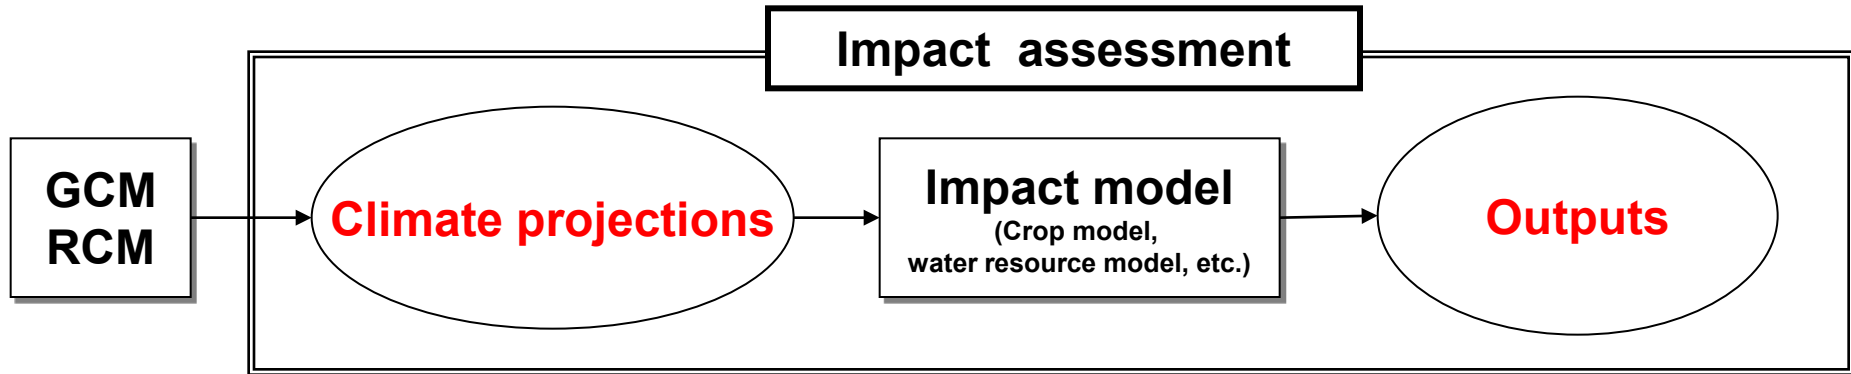 Impact assessment
GCM
RCM
Climate projections
Impact model
(Crop model,
water resource model, etc.)
Outputs